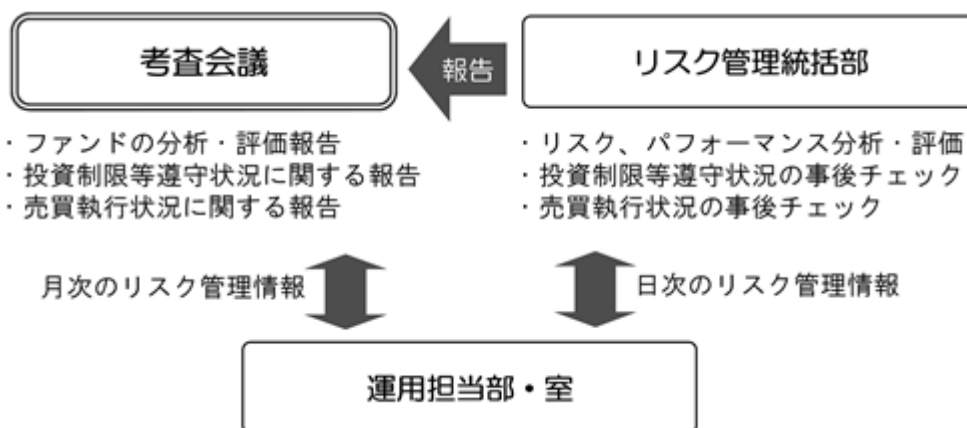 考査会議
報告
リスク管理統括部
・ファンドの分析・評価報告
・投資制限等遵守状況に関する報告
・売買執行状況に関する報告
・リスク、パフォーマンス分析・評価
・投資制限等遵守状況の事後チェック
・売買執行状況の事後チェック
月次のリスク管理情報
日次のリスク管理情報
運用担当部・室